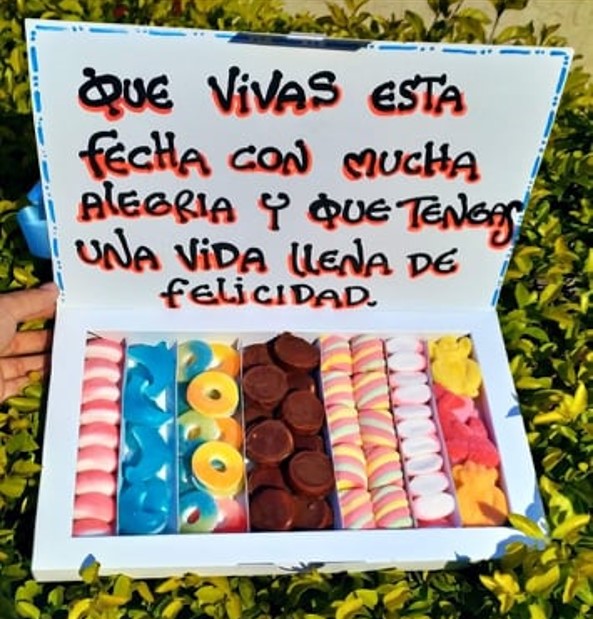 QUE VIVAS ESTA
FECHA CON MUCHA
ALEGRIA Y QUE TENGAS
UNA VIDA LLENA DE
FELICIDAD.